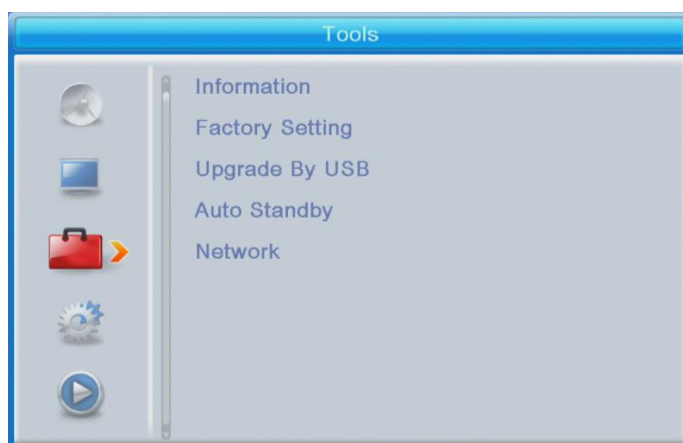 Tools
Information
Factory Setting
Upgrade By USB
Auto Standby
Network